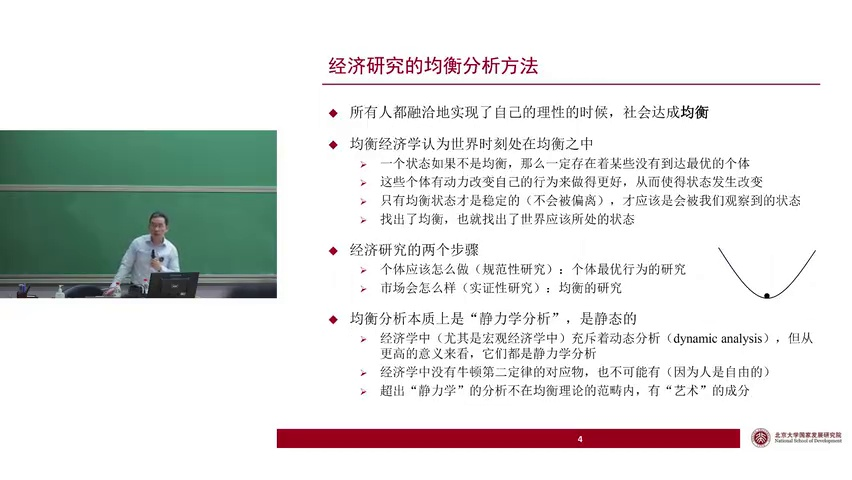 经济研究的均衡分析方法
所有人都融洽地实现了自己的理性的时候，社会达成均衡
均衡经济学认为世界时刻处在均衡之中
一个状态如果不是均衡，那么一定存在着某些没有到达最优的个体
这些个体有动力改变自己的行为来做得更好，从而使得状态发生改变
只有均衡状态才是稳定的（不会被偏离），才应该是会被我们观察到的状态
找出了均衡，也就找出了世界应该所处的状态
经济研究的两个步骤
个体应该怎么做（规范性研究）：个体最优行为的研究
市场会怎么样（实证性研究）：均衡的研究
均衡分析本质上是“静力学分析”，是静态的
经济学中（尤其是宏观经济学中）充斥着动态分析（dynamic analysis），但从
更高的意义来看，它们都是静力学分析
经济学中没有牛顿第二定律的对应物，也不可能有（因为人是自由的）
超出“静力学”的分析不在均衡理论的范畴内，有“艺术”的成分
4
北京大学国家发展研究院
National School of Development